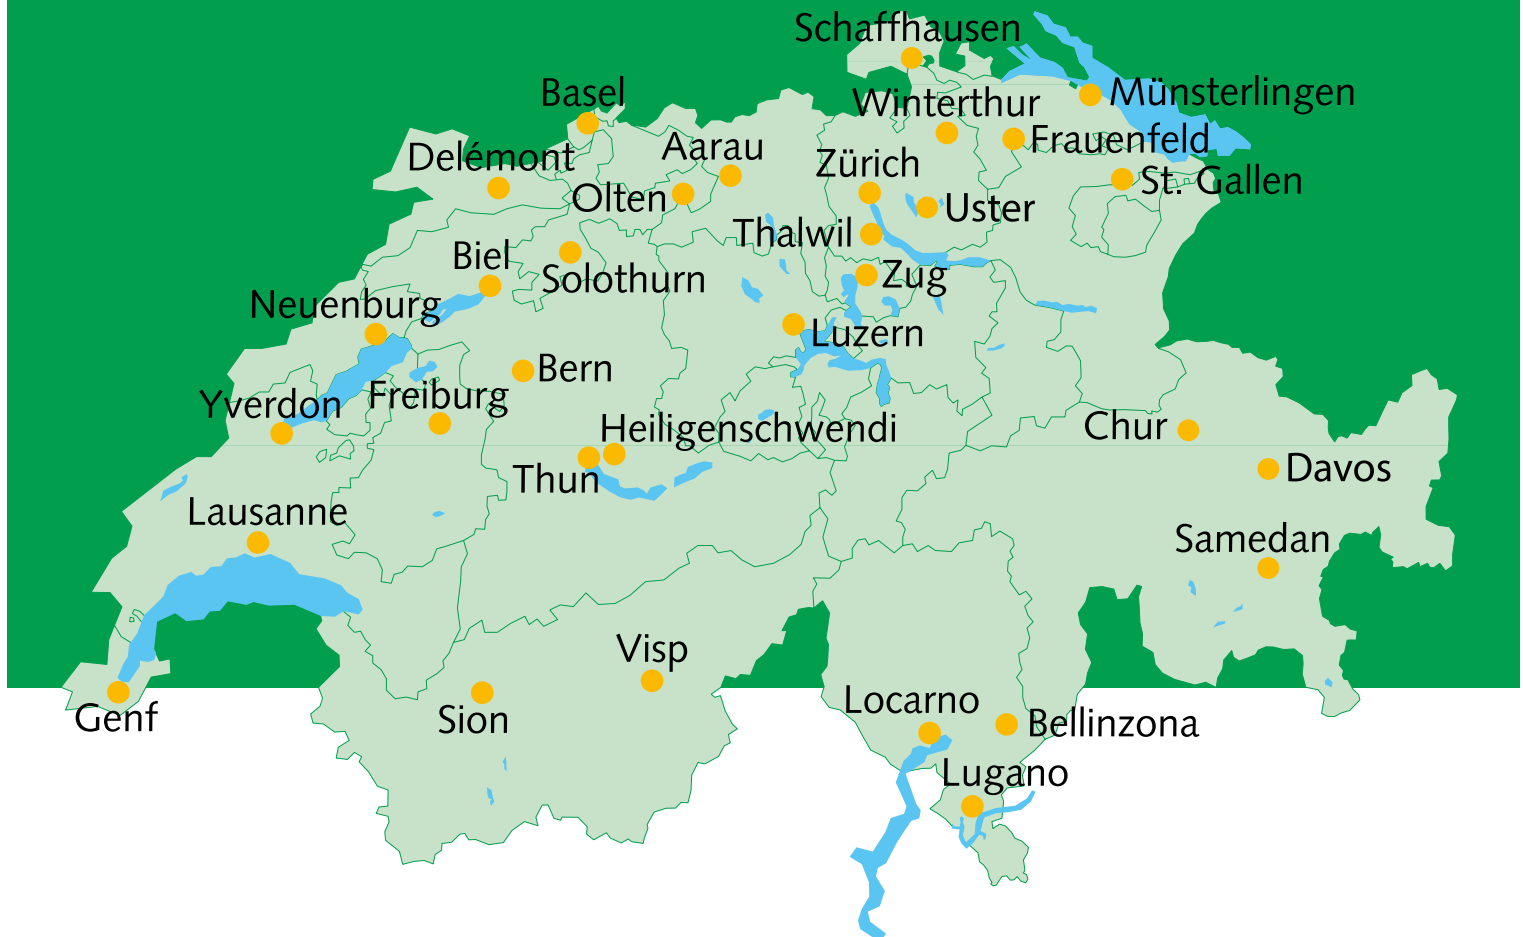 Schaffhausen
Basel
Münsterlingen
Winterthur
Frauenfeld
Delémont
Aarau
Zürich
St. Gallen
Olten
Uster
Thalwil
Biel
Solothurn
Zug
Neuenburg
Luzern
Bern
Yverdon
Freiburg
Heiligenschwendi
Chur
Thun
Davos
Lausanne
Samedan
Visp
Genf
Sion
Locarno
Bellinzona
Lugano